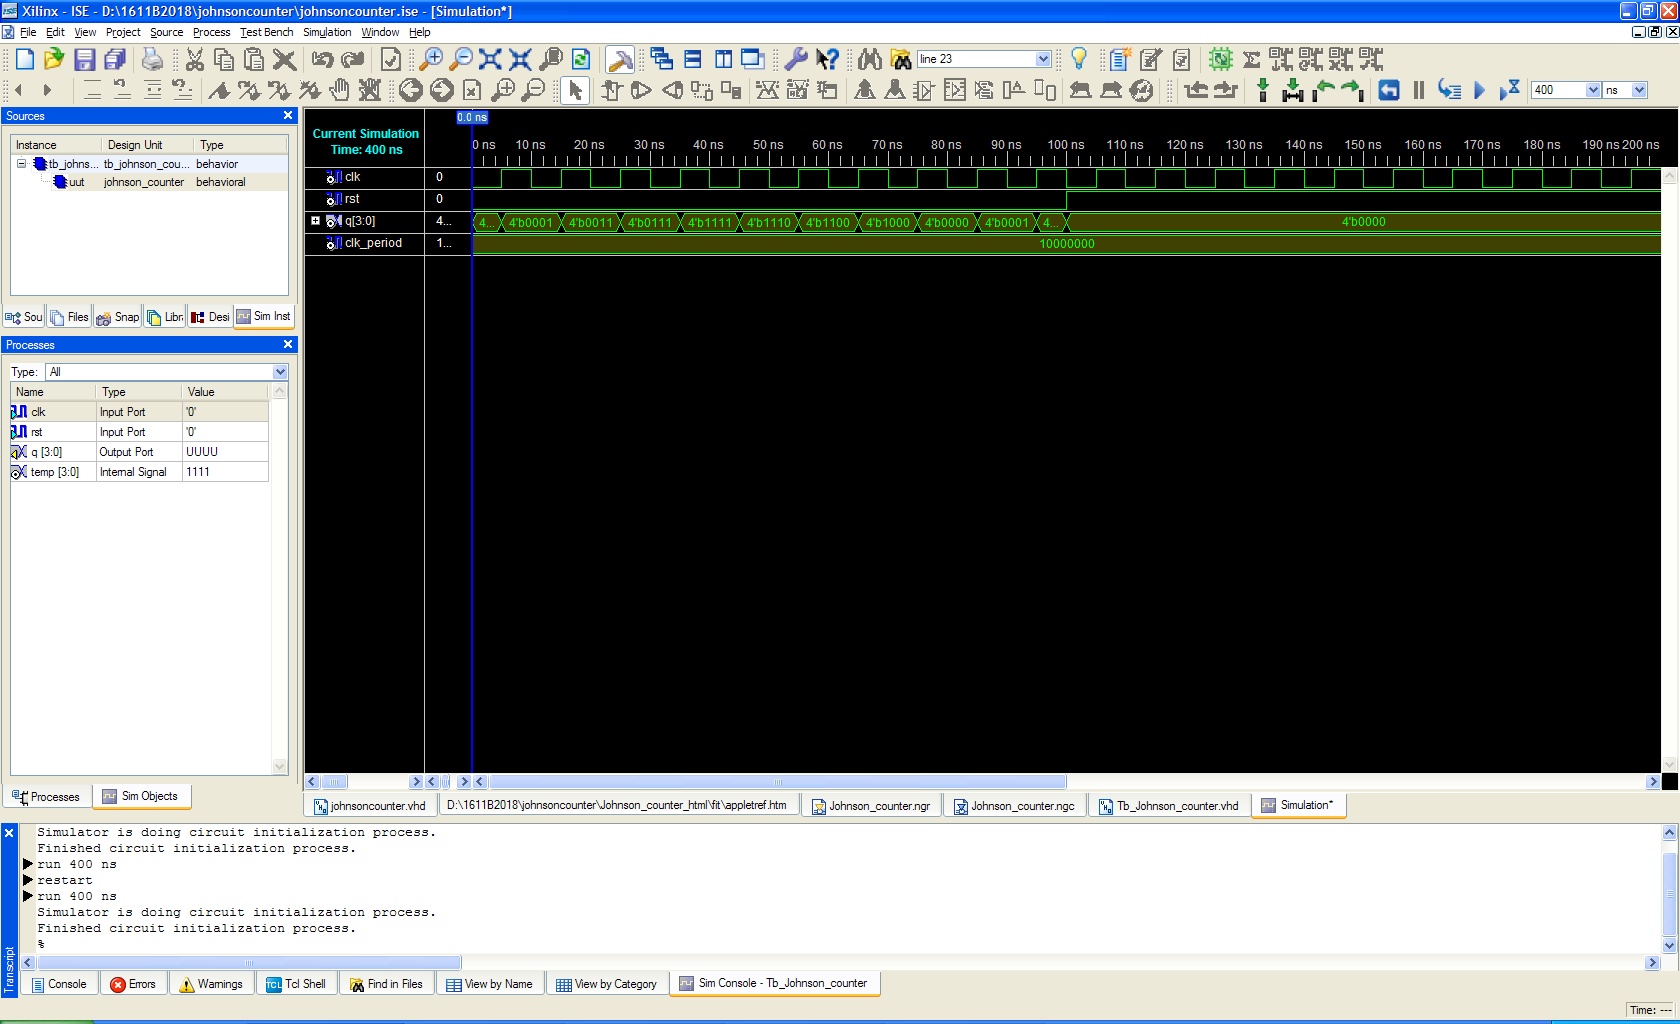 Xilinx - ISE - D:\1611B2018\johnsoncounter\johnsoncounter.ise - [Simulation*]
File Edit View Project Source Process Test Bench Simulation Window Help
line 23
400 ns
Sources
Instance Design Unit Type
tb_johns... tb_johnson_cou... behavior
uut johnson_counter behavioral
Sou Files Snap Libr Desi Sim Inst
Processes
Type: All
Name Type Value
clk Input Port '0'
rst Input Port '0'
q [3:0] Output Port UUUU
temp [3:0] Internal Signal 1111
Processes Sim Objects
0.0 ns
Current Simulation
Time: 400 ns
0 ns 10 ns 20 ns 30 ns 40 ns 50 ns 60 ns 70 ns 80 ns 90 ns 100 ns 110 ns 120 ns 130 ns 140 ns 150 ns 160 ns 170 ns 180 ns 190 ns 200 ns
clk 0
rst 0
q[3:0] 4... 4... 4'b0001 4'b0011 4'b0111 4'b1111 4'b1110 4'b1100 4'b1000 4'b0000 4'b0001 4... 4'b0000
clk_period 1... 10000000
johnsoncounter.vhd D:\1611B2018\johnsoncounter\Johnson_counter_html\fit\appletref.htm Johnson_counter.ngr Johnson_counter.ngc Tb_Johnson_counter.vhd Simulation*
Simulator is doing circuit initialization process.
Finished circuit initialization process.
run 400 ns
restart
run 400 ns
Simulator is doing circuit initialization process.
Finished circuit initialization process.
%
Transcript
Console Errors Warnings TCL Tcl Shell Find in Files View by Name View by Category Sim Console - Tb_Johnson_counter
Time: ---